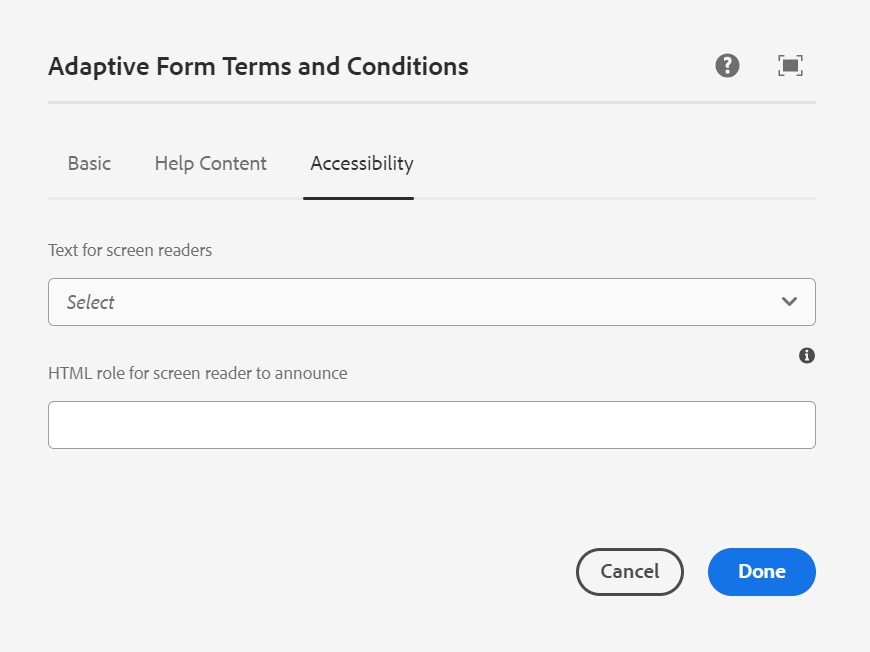 Adaptive Form Terms and Conditions
Basic Help Content Accessibility
Text for screen readers
Select
HTML role for screen reader to announce
Cancel Done